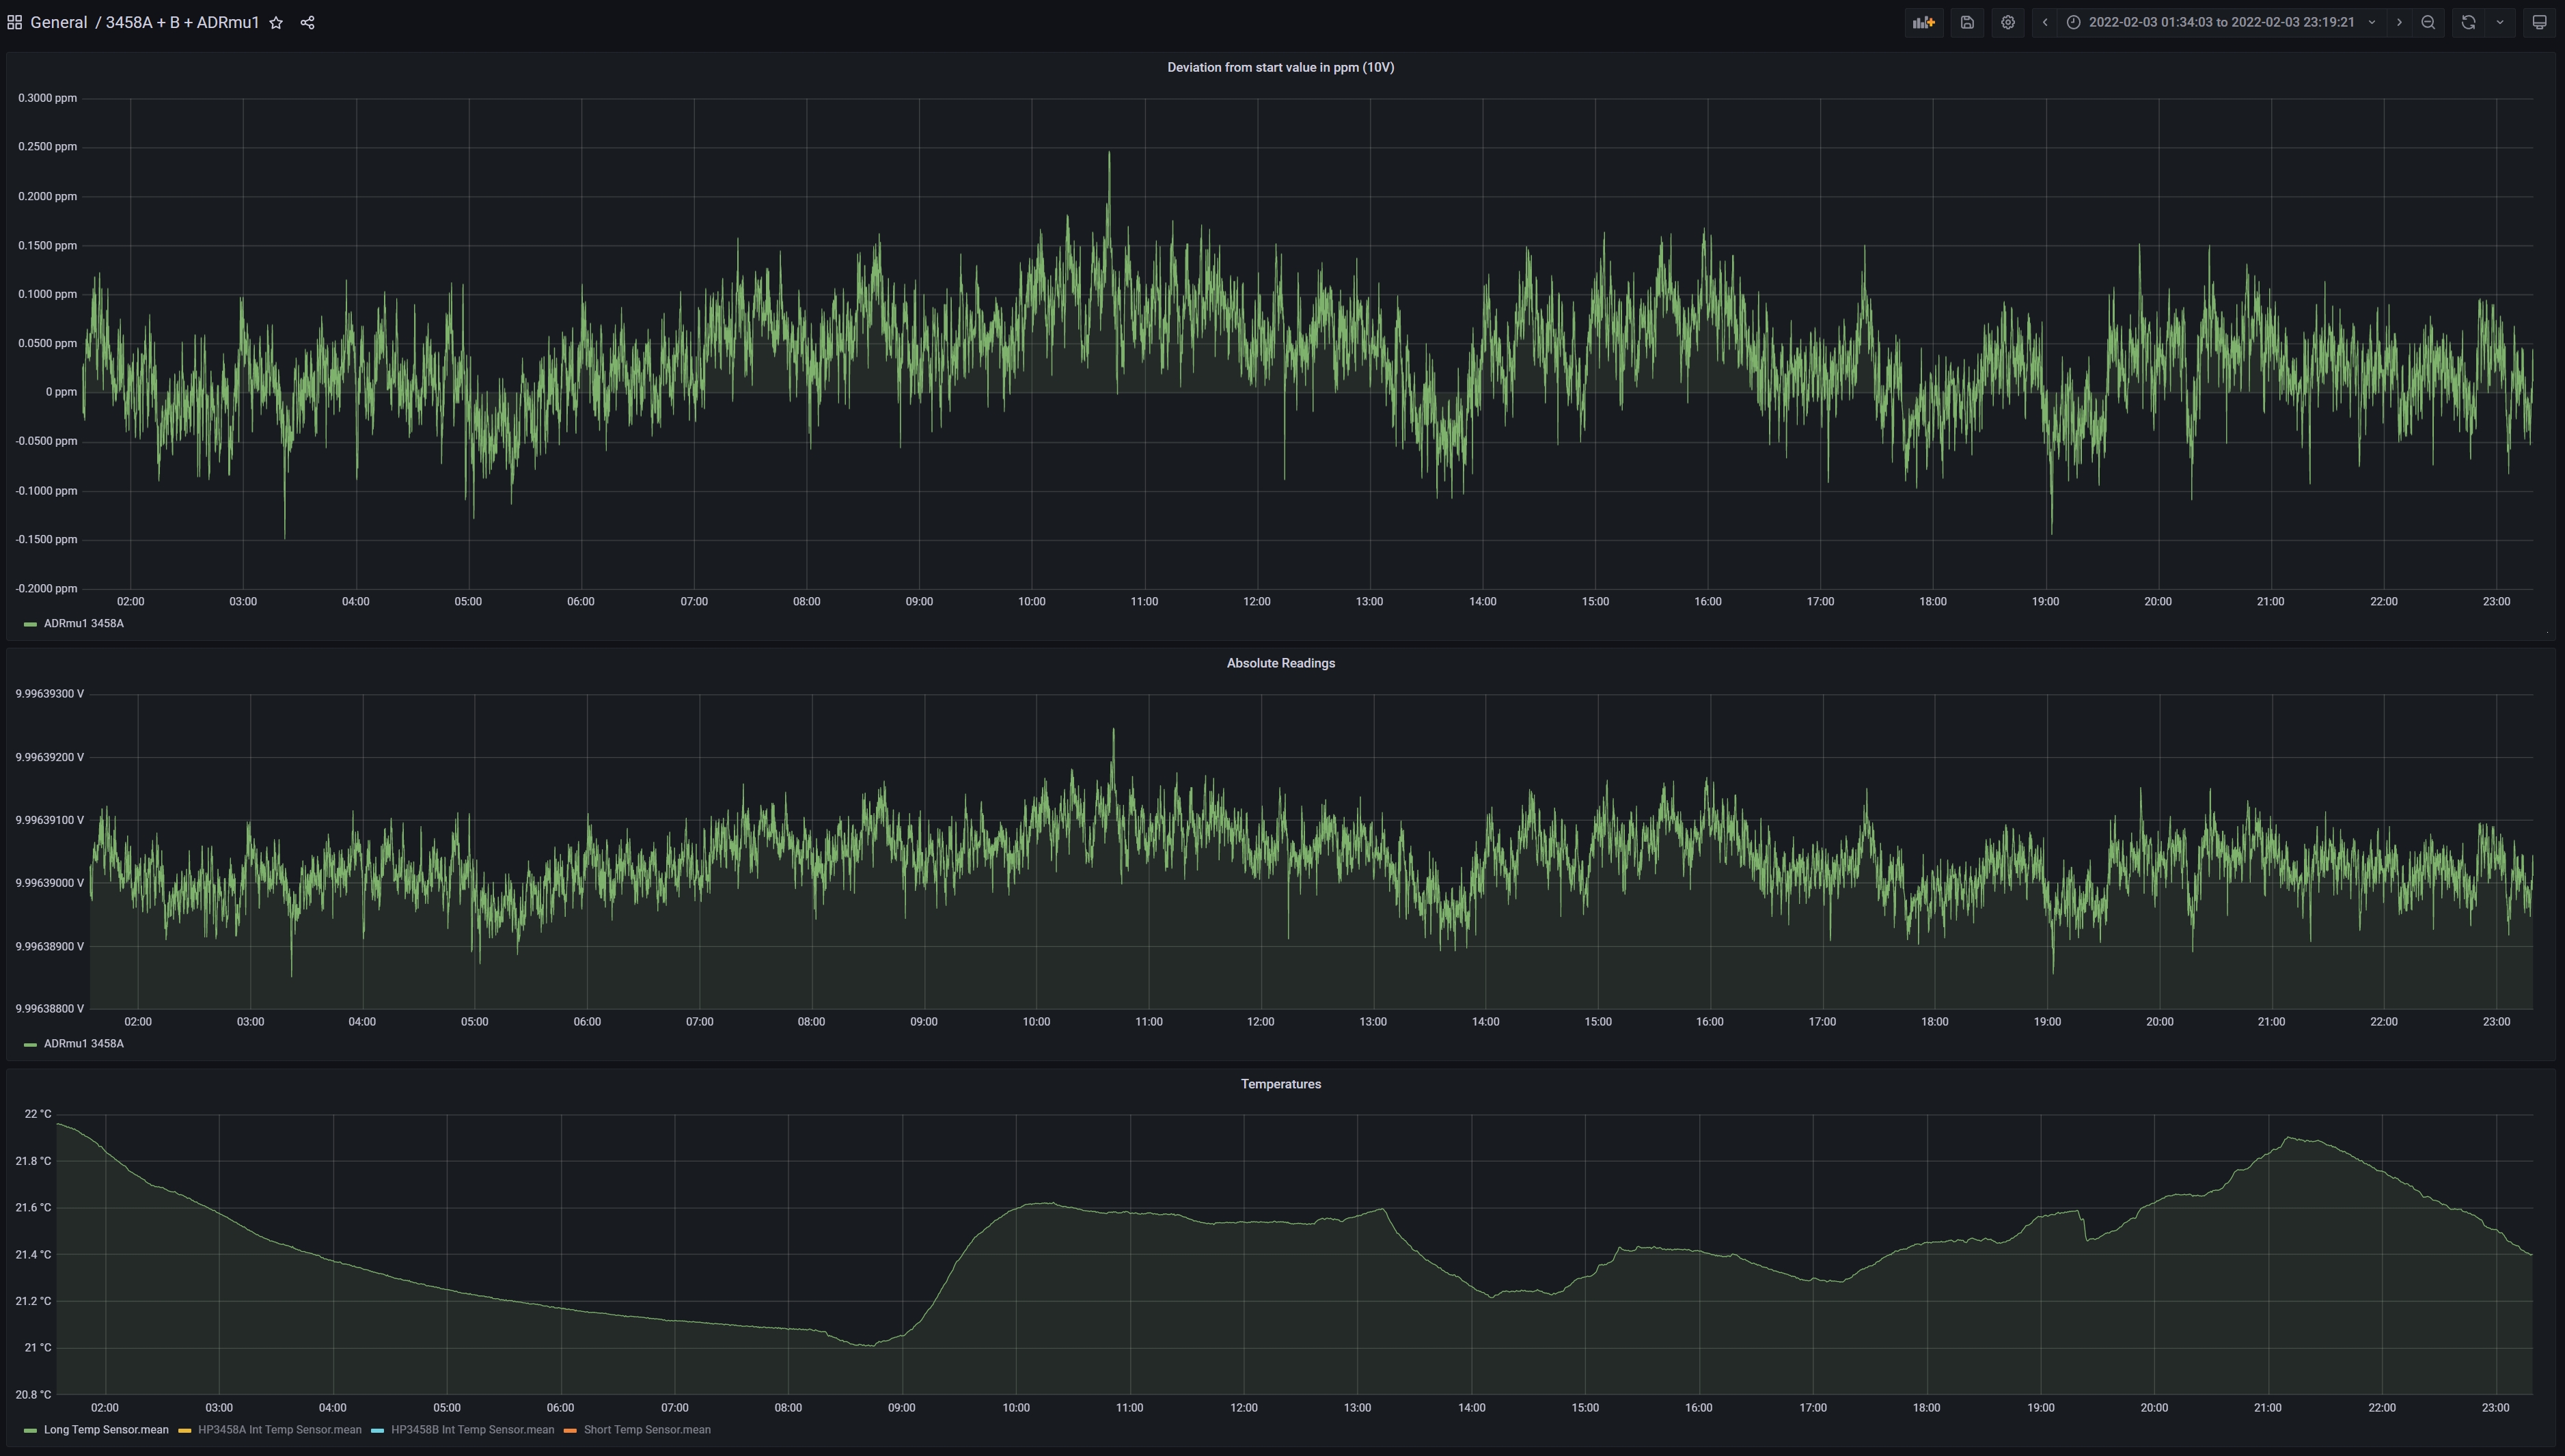 General / 3458A + B + ADRmu1 2022-02-03 01:34:03 to 2022-02-03 23:19:21
Deviation from start value in ppm (10V)
0.3000 ppm
0.2500 ppm
0.2000 ppm
0.1500 ppm
0.1000 ppm
0.0500 ppm
0 ppm
-0.0500 ppm
-0.1000 ppm
-0.1500 ppm
-0.2000 ppm
02:00 03:00 04:00 05:00 06:00 07:00 08:00 09:00 10:00 11:00 12:00 13:00 14:00 15:00 16:00 17:00 18:00 19:00 20:00 21:00 22:00 23:00
ADRmu1 3458A
Absolute Readings
9.99639300 V
9.99639200 V
9.99639100 V
9.99639000 V
9.99638900 V
9.99638800 V
02:00 03:00 04:00 05:00 06:00 07:00 08:00 09:00 10:00 11:00 12:00 13:00 14:00 15:00 16:00 17:00 18:00 19:00 20:00 21:00 22:00 23:00
ADRmu1 3458A
Temperatures
22 °C
21.8 °C
21.6 °C
21.4 °C
21.2 °C
21 °C
20.8 °C
02:00 03:00 04:00 05:00 06:00 07:00 08:00 09:00 10:00 11:00 12:00 13:00 14:00 15:00 16:00 17:00 18:00 19:00 20:00 21:00 22:00 23:00
Long Temp Sensor.mean HP3458A Int Temp Sensor.mean HP3458B Int Temp Sensor.mean Short Temp Sensor.mean